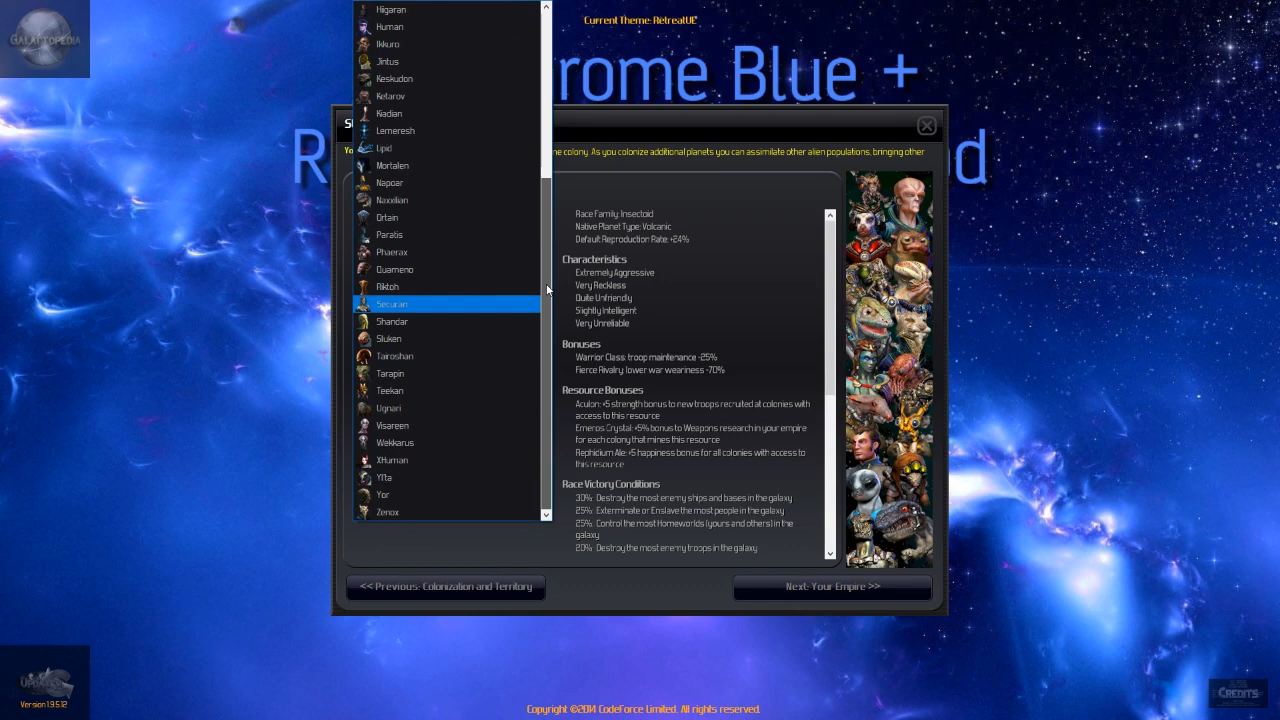 GALACTOPEDIA
Current Theme: RetreatUE
rome Blue +
R
d
S
Yo
he colony. As you colonize additional planets you can assimilate other alien populations, bringing other
Higaran
Human
Ikkuro
Jintus
Keskudon
Ketarov
Kiadian
Lemeresh
Lipid
Mortalen
Napoar
Naxxilian
Ortain
Paratis
Phaerax
Quameno
Riktoh
Securan
Shandar
Sluken
Tairoshan
Tarapin
Teekan
Ugnari
Visareen
Wekkarus
XHuman
Ylta
Yor
Zenox
Race Family: Insectoid
Native Planet Type: Volcanic
Default Reproduction Rate: +24%
Characteristics
Extremely Aggressive
Very Reckless
Quite Unfriendly
Slightly Intelligent
Very Unreliable
Bonuses
Warrior Class: troop maintenance -25%
Fierce Rivalry: lower war weariness -70%
Resource Bonuses
Aculon: +5 strength bonus to new troops recruited at colonies with
access to this resource
Emeros Crystal: +5% bonus to Weapons research in your empire
for each colony that mines this resource
Rephidium Ale: +5 happiness bonus for all colonies with access to
this resource
Race Victory Conditions
30%: Destroy the most enemy ships and bases in the galaxy
25%: Exterminate or Enslave the most people in the galaxy
25%: Control the most Homeworlds (yours and others) in the
galaxy
20%: Destroy the most enemy troops in the galaxy
<< Previous: Colonization and Territory
Next: Your Empire >>
Version 1.9.5.12
CREDITS
Copyright ©2014 CodeForce Limited. All rights reserved.